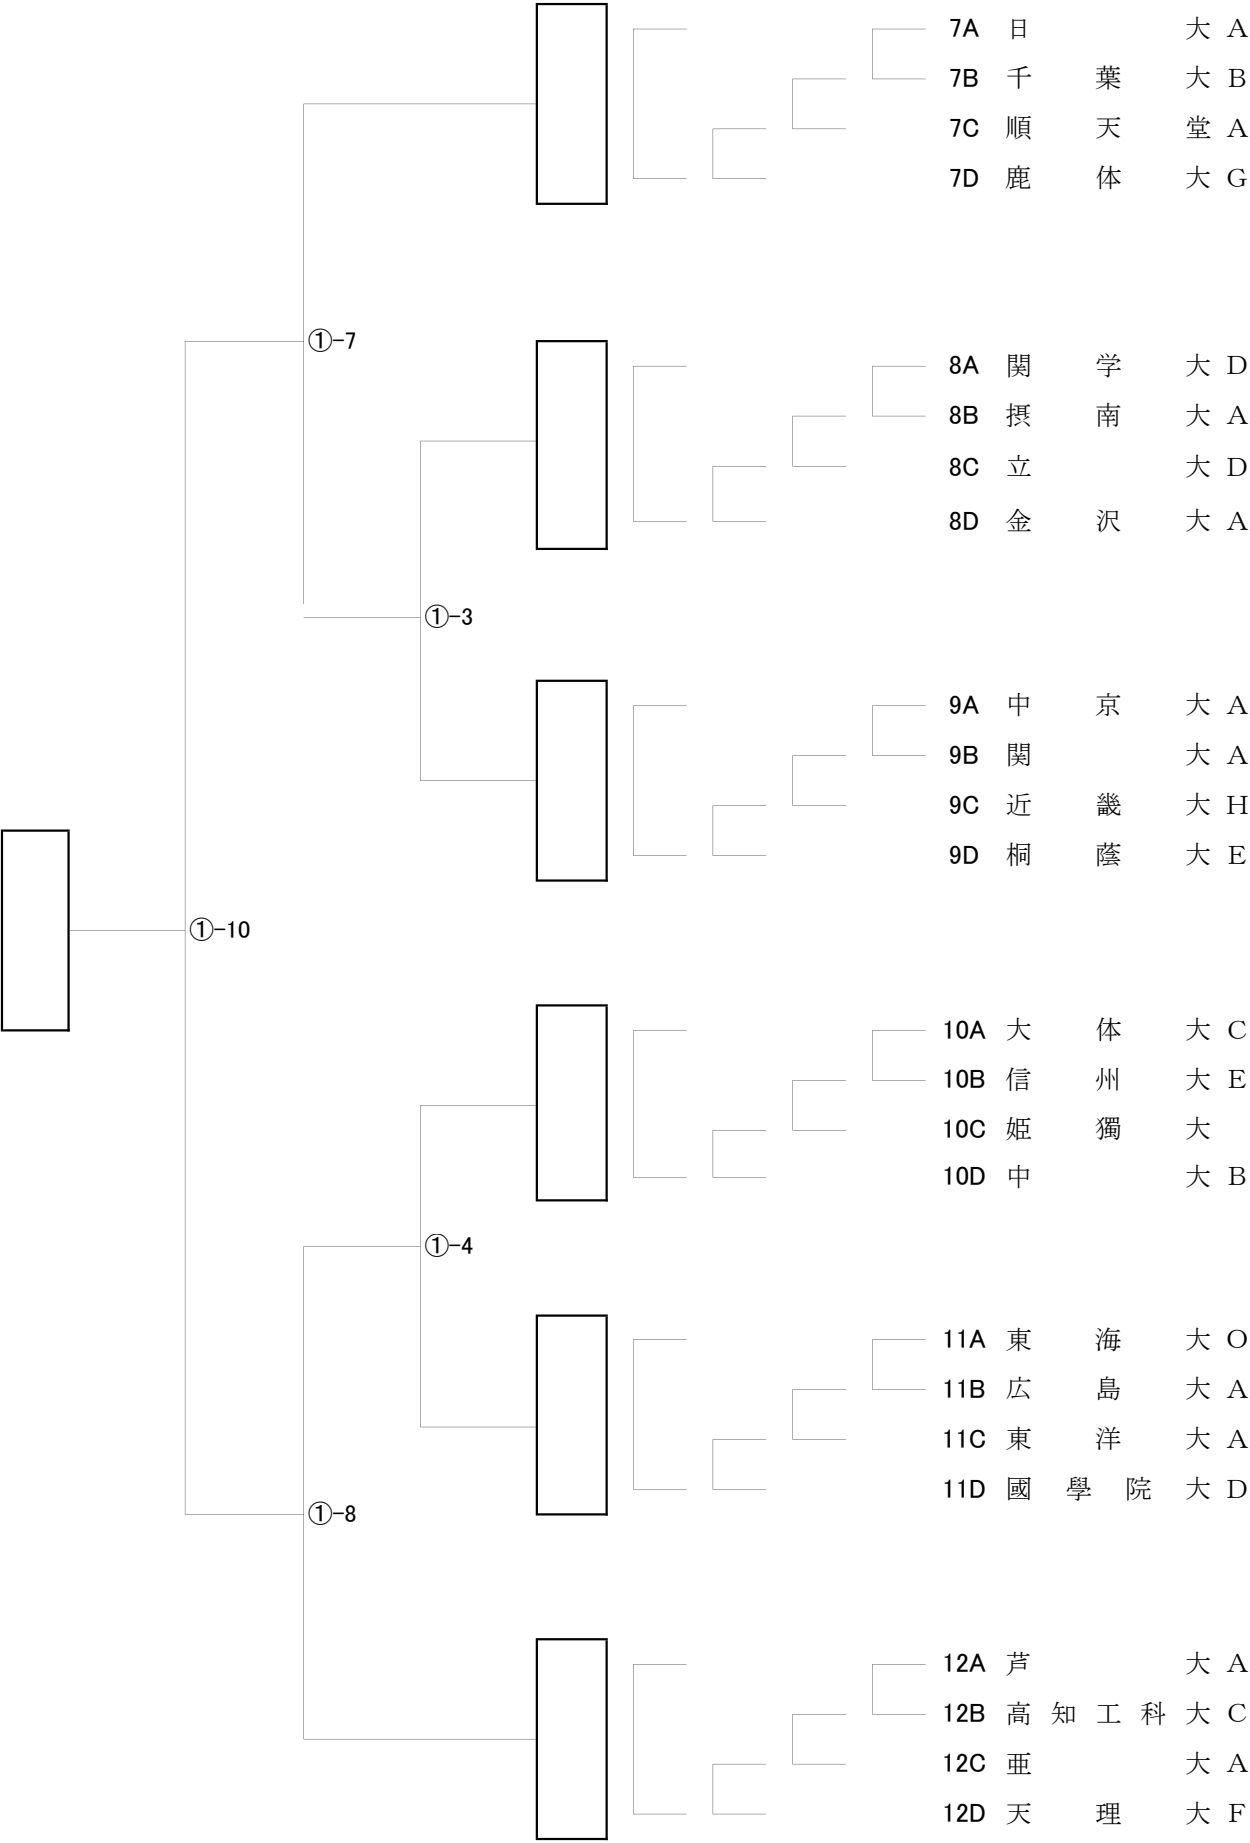 7A 日 大 A
7B 千 葉 大 B
7C 順 天 堂 A
7D 鹿 体 大 G
①-7
8A 関 学 大 D
8B 摂 南 大 A
8C 立 大 D
8D 金 沢 大 A
①-3
9A 中 京 大 A
9B 関 大 A
9C 近 畿 大 H
9D 桐 蔭 大 E
①-10
10A 大 体 大 C
10B 信 州 大 E
10C 姫 獨 大
10D 中 大 B
①-4
11A 東 海 大 O
11B 広 島 大 A
11C 東 洋 大 A
11D 國 學 院 大 D
①-8
12A 芦 大 A
12B 高 知 工 科 大 C
12C 亜 大 A
12D 天 理 大 F